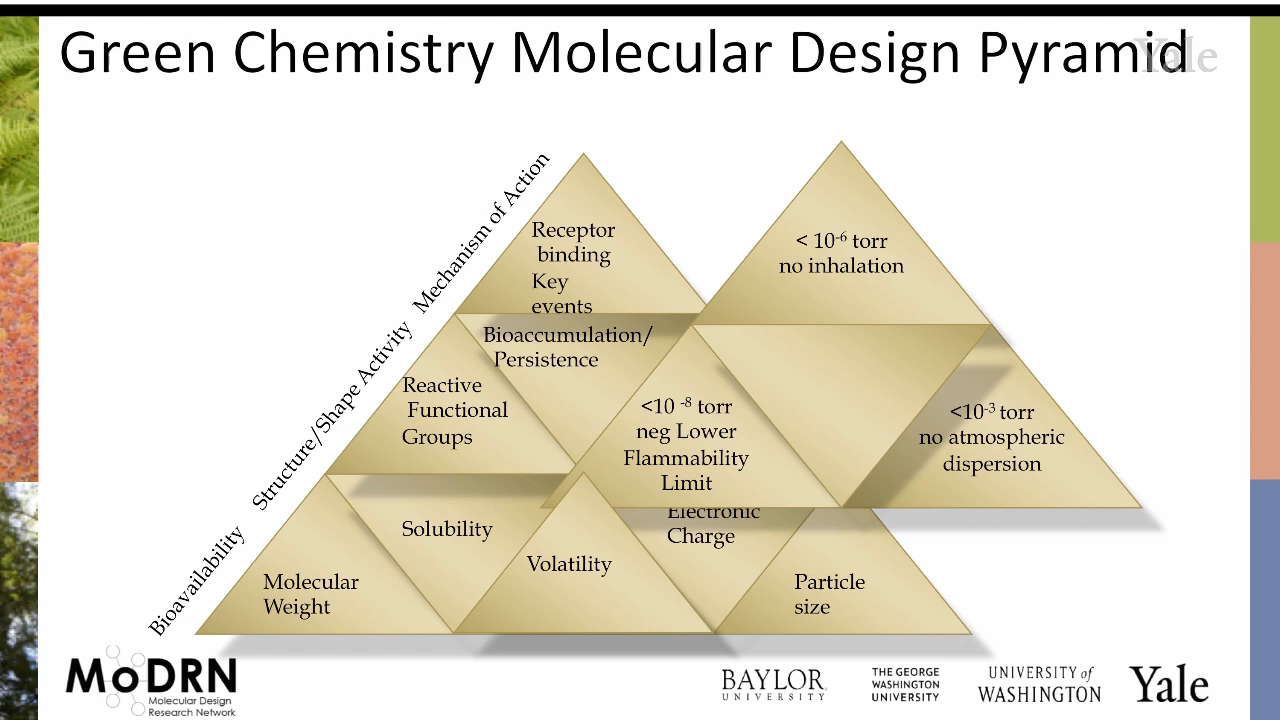 Green Chemistry Molecular Design Pyramid
Yale
Mechanism of Action
Structure/Shape Activity
Bioavailability
Receptor
binding
Key
events
Bioaccumulation/
Persistence
Reactive
Functional
Groups
Solubility
Molecular
Weight
Volatility
Electronic
Charge
Particle
size
< 10⁻⁶ torr
no inhalation
<10 ⁻⁸ torr
neg Lower
Flammability
Limit
<10⁻³ torr
no atmospheric
dispersion
MoDRN
Molecular Design
Research Network
BAYLOR
UNIVERSITY
THE GEORGE
WASHINGTON
UNIVERSITY
UNIVERSITY of
WASHINGTON
Yale